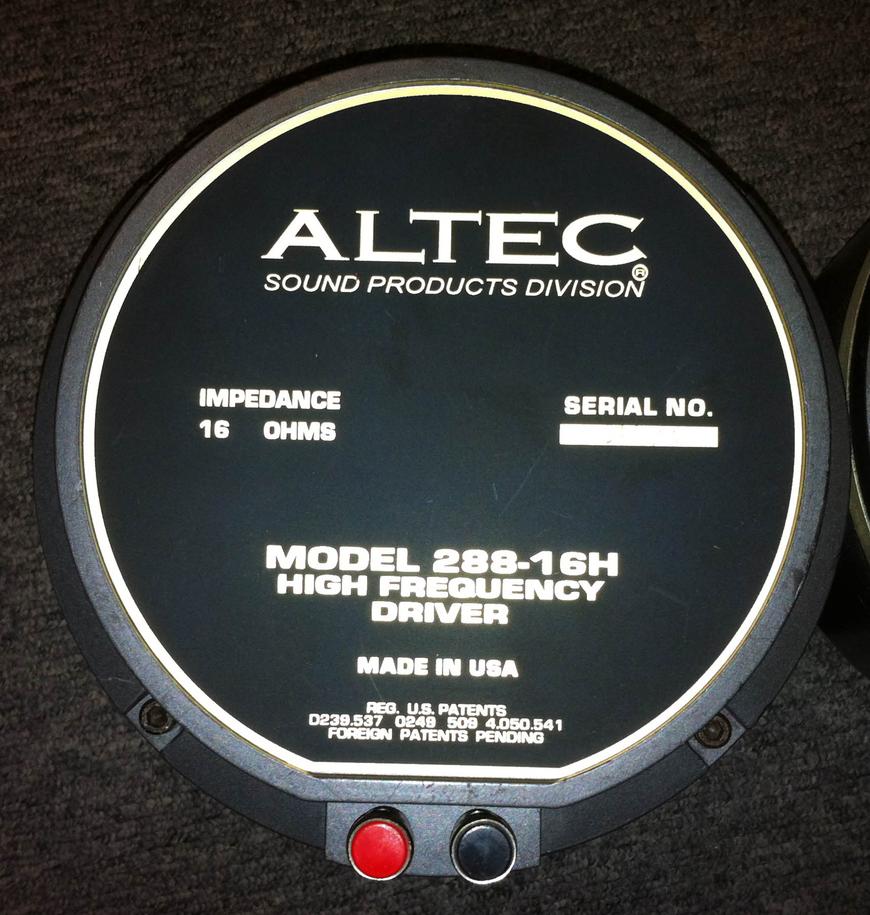 ALTEC
®
SOUND PRODUCTS DIVISION
IMPEDANCE
16 OHMS
SERIAL NO.
MODEL 288-16H
HIGH FREQUENCY
DRIVER
MADE IN USA
REG. U.S. PATENTS
D239.537 0249 509 4.050.541
FOREIGN PATENTS PENDING